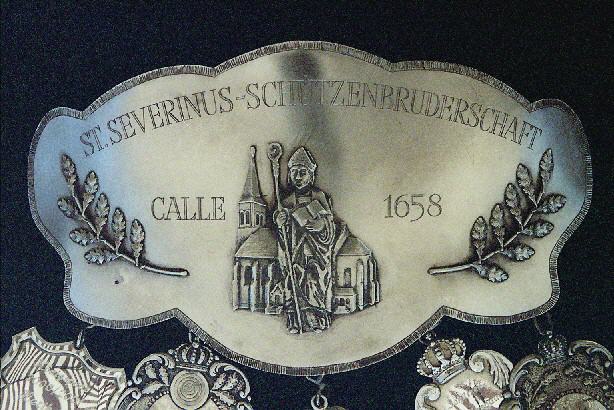 ST. SEVERINUS-SCHÜTZENBRUDERSCHAFT
CALLE 1658